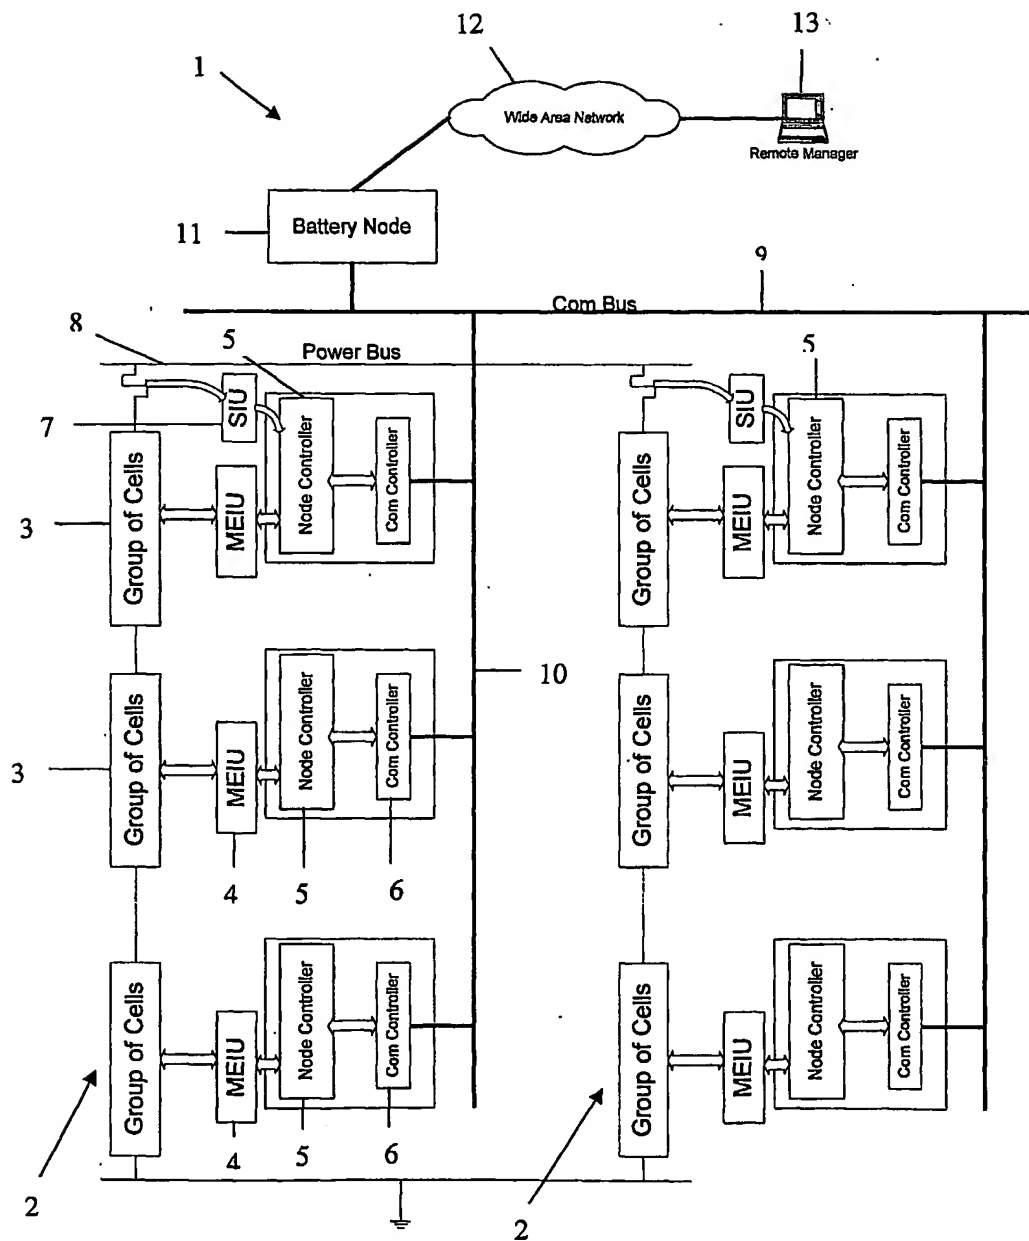 12
13
1
Wide Area Network
Remote Manager
11
Battery Node
9
Com Bus
8
5
Power Bus
5
7
SIU
SIU
3
Group of Cells
MEIU
Node Controller
Com Controller
Group of Cells
MEIU
Node Controller
Com Controller
10
3
Group of Cells
MEIU
Node Controller
Com Controller
Group of Cells
MEIU
Node Controller
Com Controller
4
5
6
Group of Cells
MEIU
Node Controller
Com Controller
Group of Cells
MEIU
Node Controller
Com Controller
4
5
6
2
2